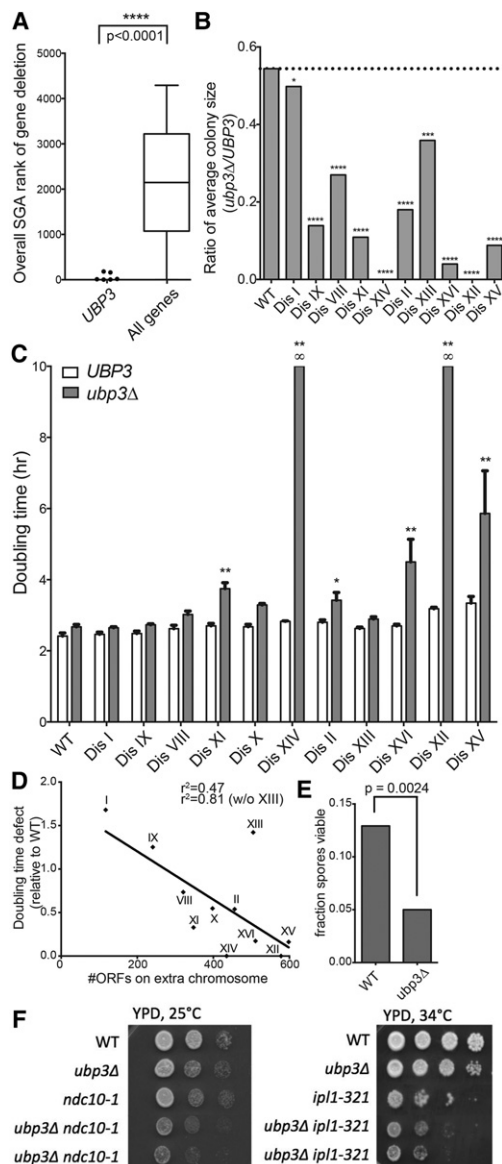 A
****
p<0.0001
Overall SGA rank of gene deletion
5000
4000
3000
2000
1000
0
UBP3
All genes
B
Ratio of average colony size
(ubp3Δ/UBP3)
0.6
0.3
0.0
*
****
****
****
****
****
***
****
****
****
WT
Dis I
Dis IX
Dis VIII
Dis XI
Dis XIV
Dis II
Dis XIII
Dis XVI
Dis XII
Dis XV
C
UBP3
ubp3Δ
Doubling time (hr)
10
8
6
4
2
0
**
**
∞
*
**
**
∞
**
WT
Dis I
Dis IX
Dis VIII
Dis XI
Dis X
Dis XIV
Dis II
Dis XIII
Dis XVI
Dis XII
Dis XV
D
Doubling time defect
(relative to WT)
2.0
1.5
1.0
0.5
0.0
r²=0.47
r²=0.81 (w/o XIII)
I
IX
XIII
VIII
XI
X
II
XVI
XV
XIV
XII
0
200
400
600
#ORFs on extra chromosome
E
p = 0.0024
fraction spores viable
0.15
0.10
0.05
0.00
WT
ubp3Δ
F
YPD, 25°C
WT
ubp3Δ
ndc10-1
ubp3Δ ndc10-1
ubp3Δ ndc10-1
YPD, 34°C
WT
ubp3Δ
ipl1-321
ubp3Δ ipl1-321
ubp3Δ ipl1-321